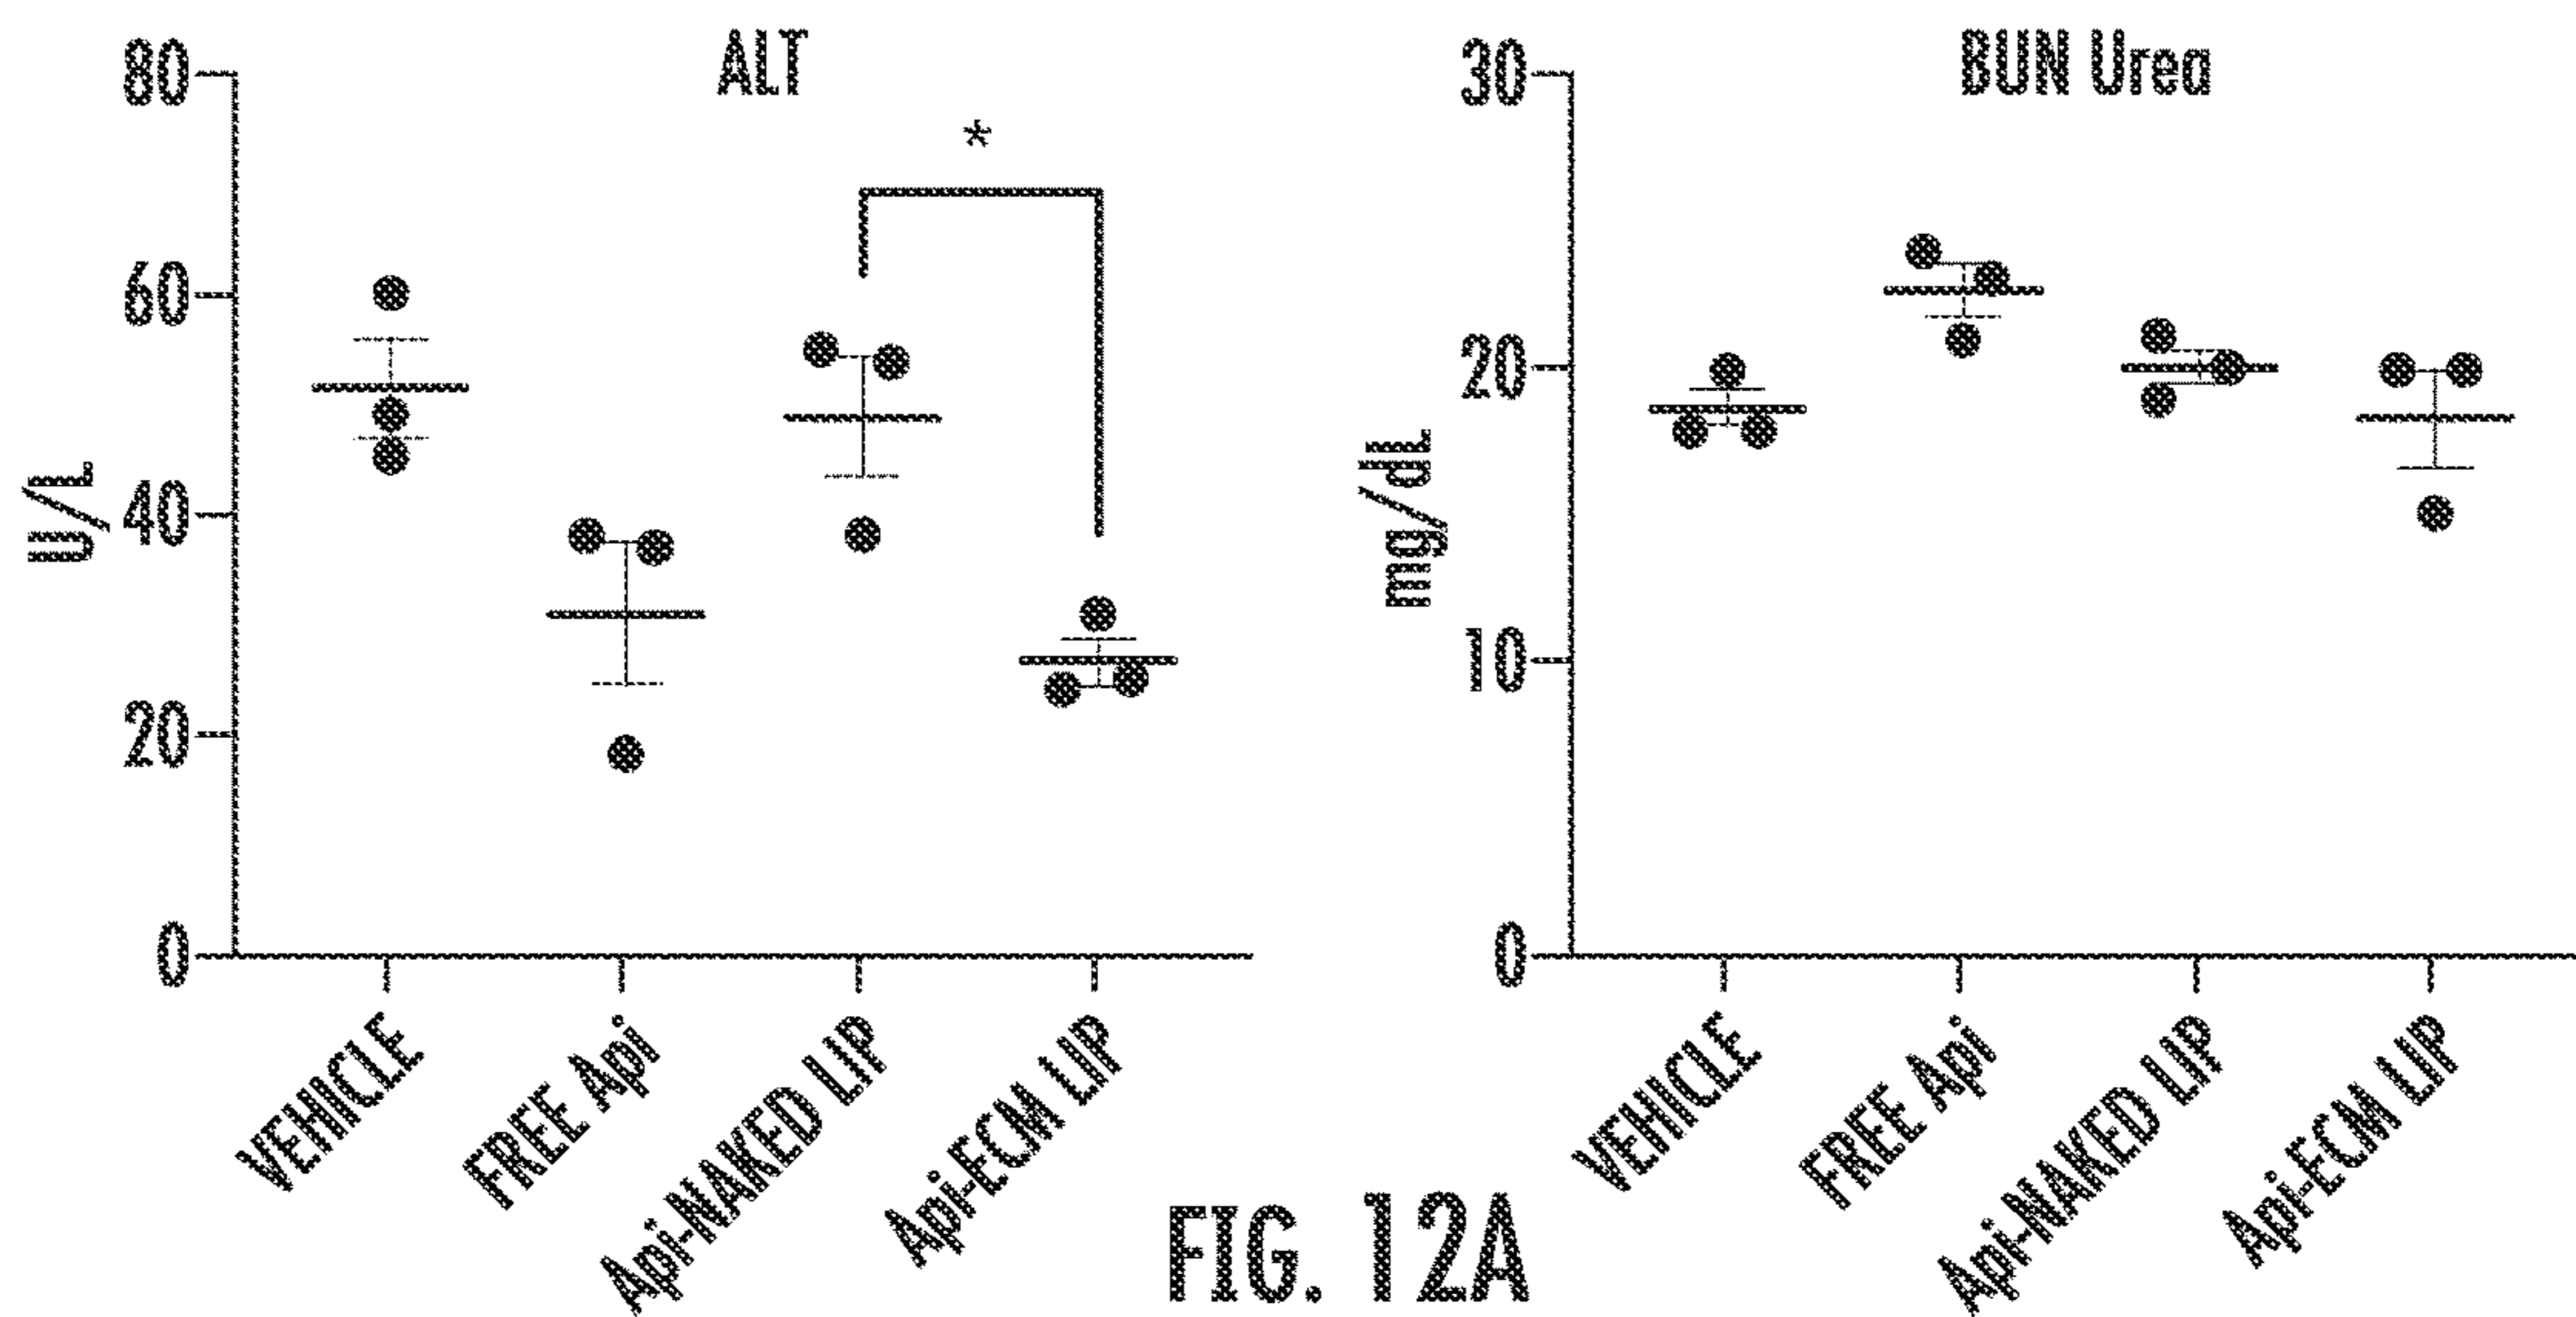 ALT
*
80
60
40
20
0
u/L
VEHICLE
FREE Api
Api-NAKED LIP
Api-ECM LIP
BUN Urea
30
20
10
0
mg/dL
VEHICLE
FREE Api
Api-NAKED LIP
Api-ECM LIP
FIG. 12A